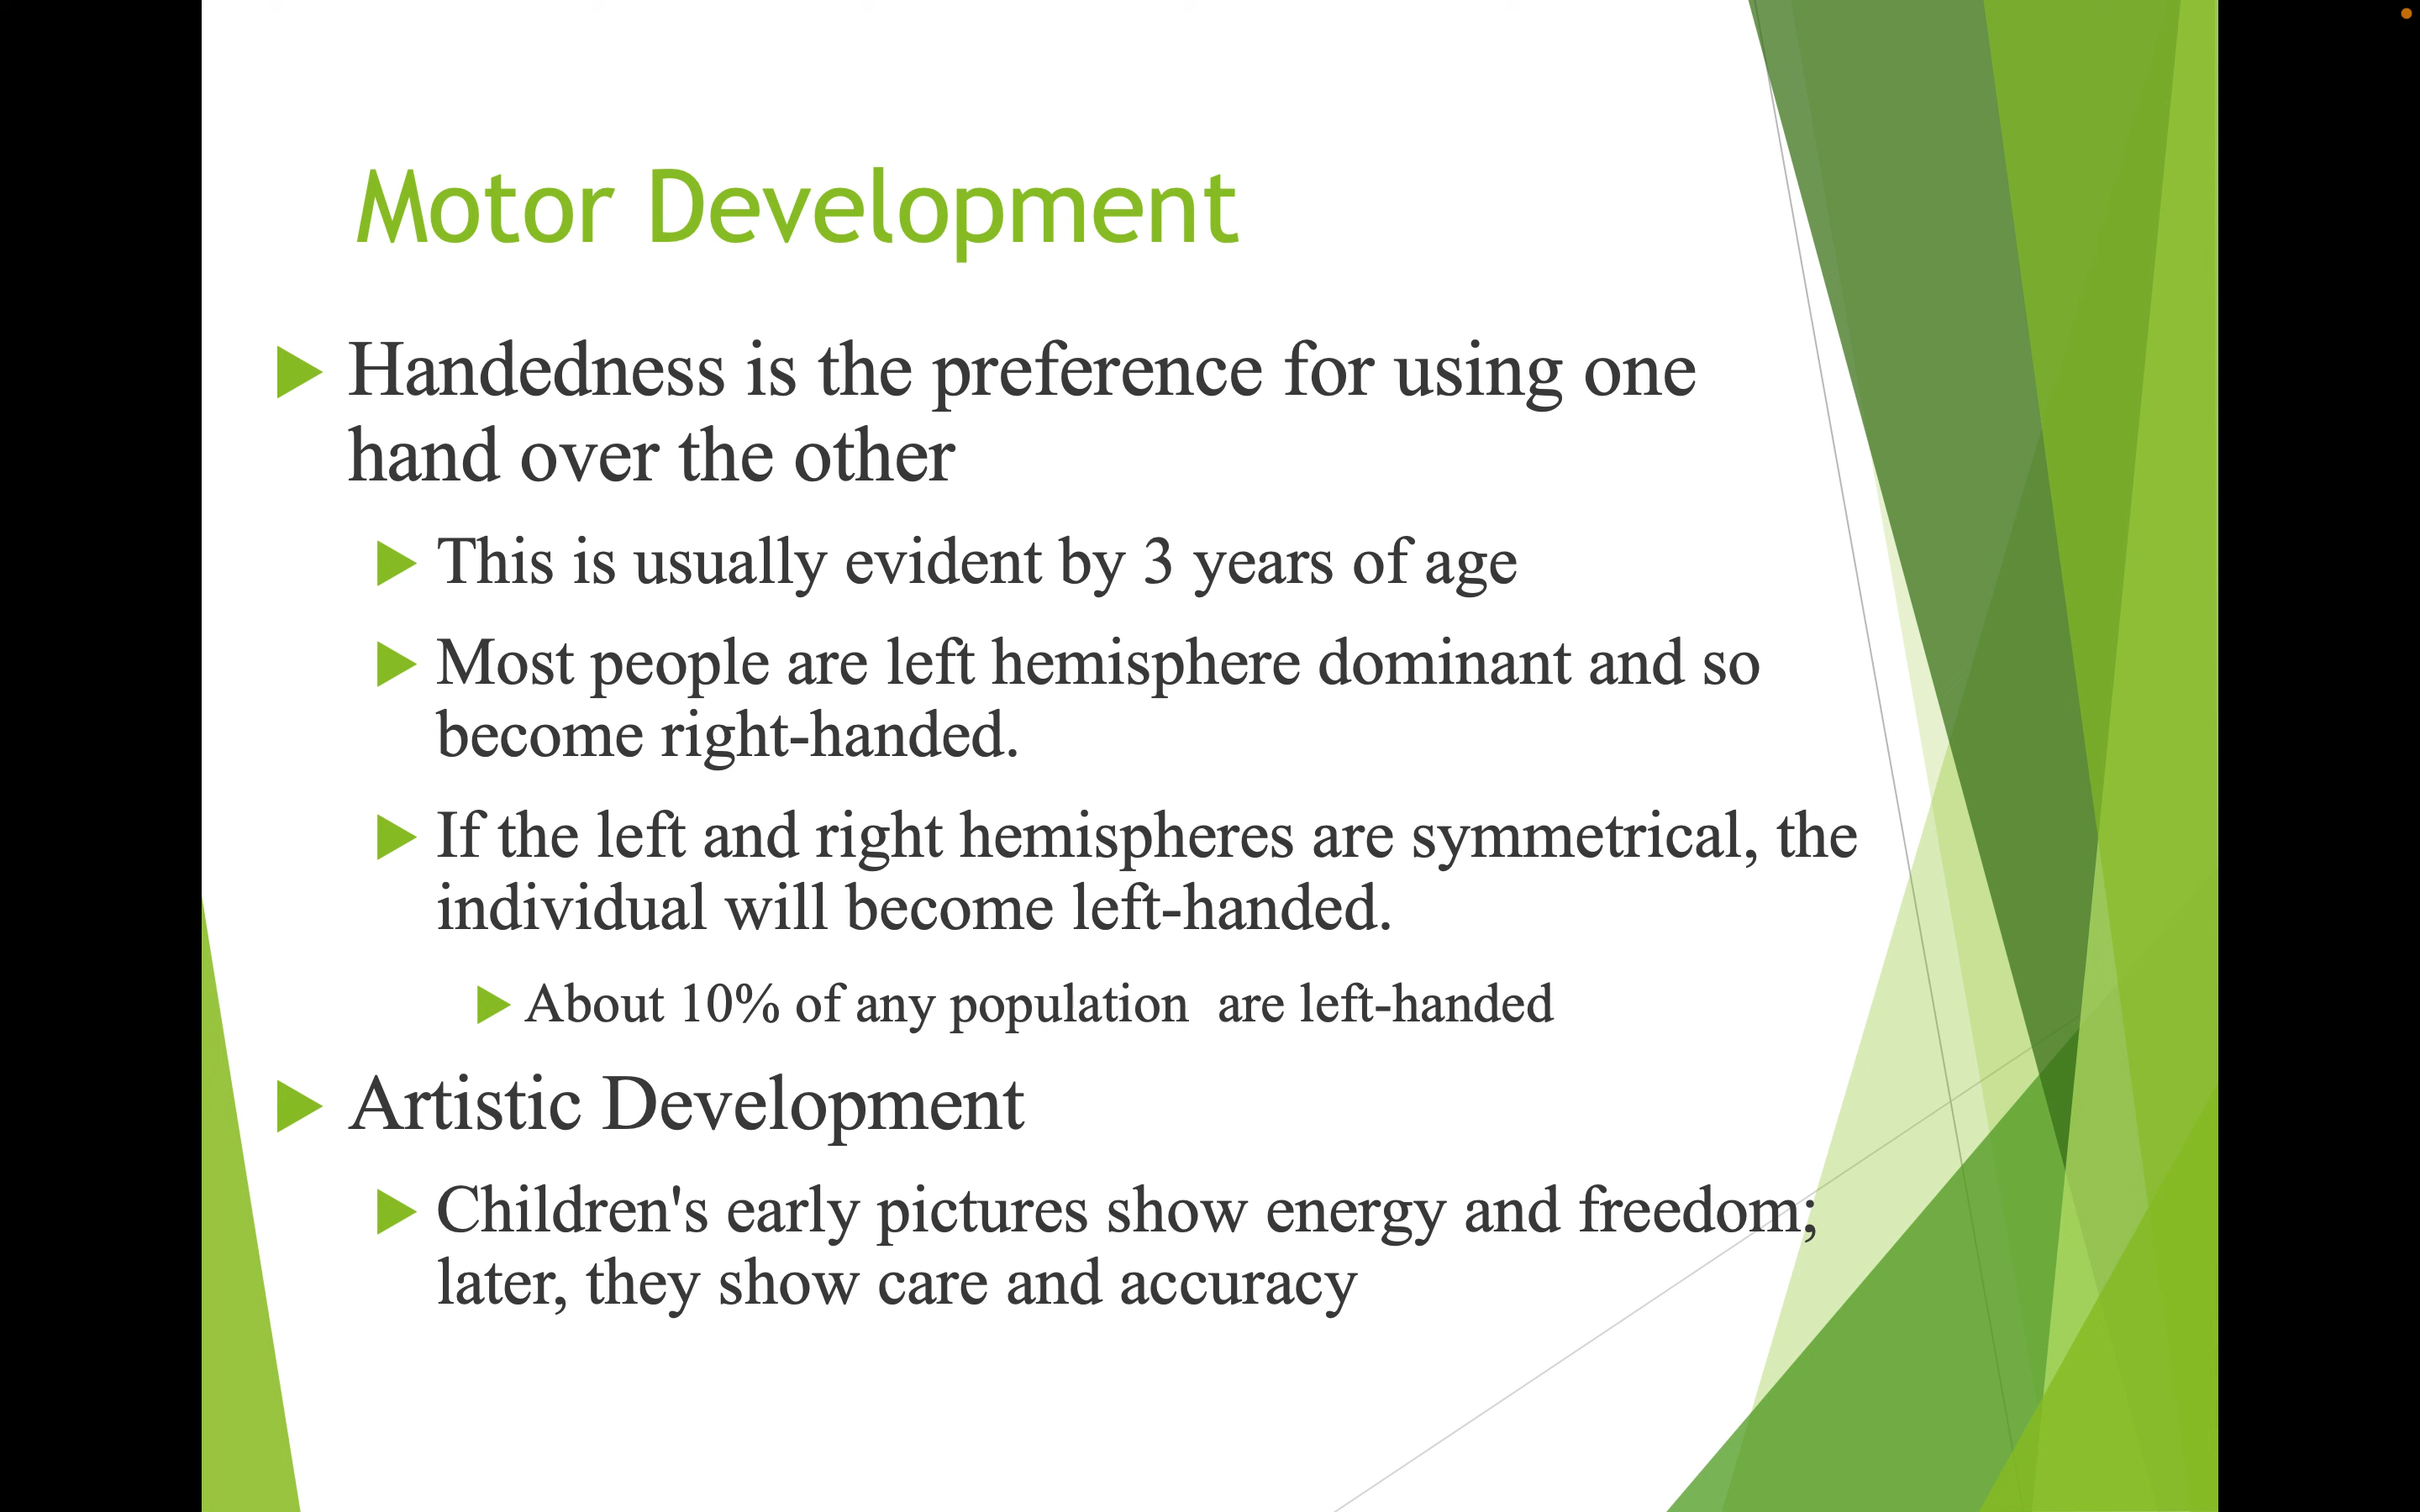 Motor Development
Handedness is the preference for using one
hand over the other
This is usually evident by 3 years of age
Most people are left hemisphere dominant and so
become right-handed.
If the left and right hemispheres are symmetrical, the
individual will become left-handed.
About 10% of any population  are left-handed
Artistic Development
Children's early pictures show energy and freedom;
later, they show care and accuracy